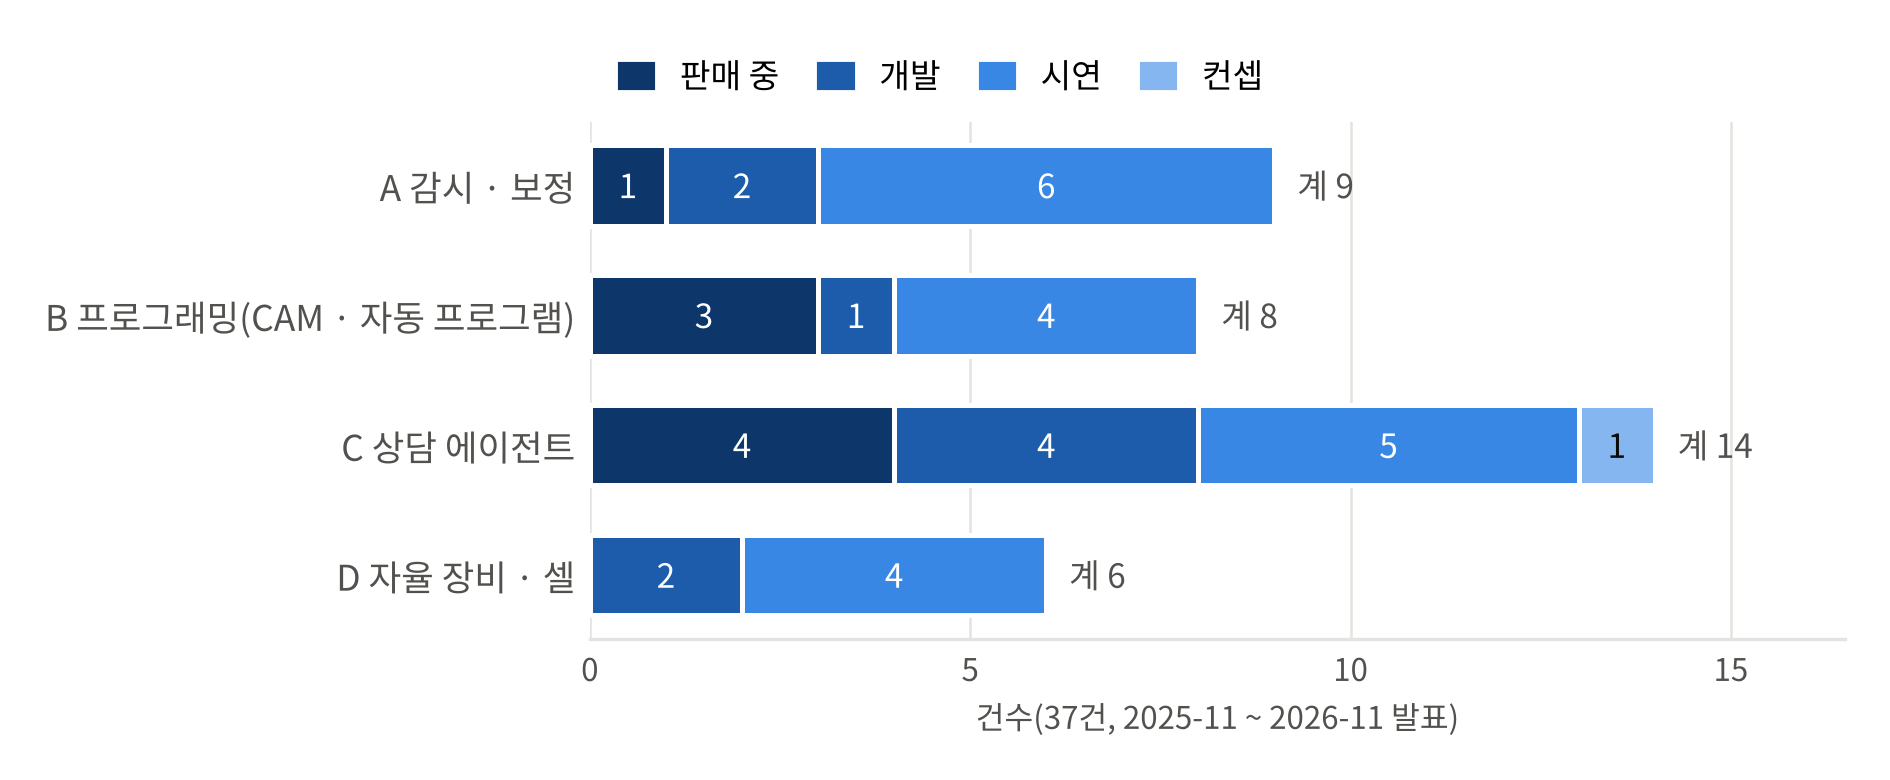 판매 중 개발 시연 컨셉
A 감시 · 보정 1 2 6 계 9
B 프로그래밍(CAM · 자동 프로그램) 3 1 4 계 8
C 상담 에이전트 4 4 5 1 계 14
D 자율 장비 · 셀 2 4 계 6
0 5 10 15
건수(37건, 2025-11 ~ 2026-11 발표)